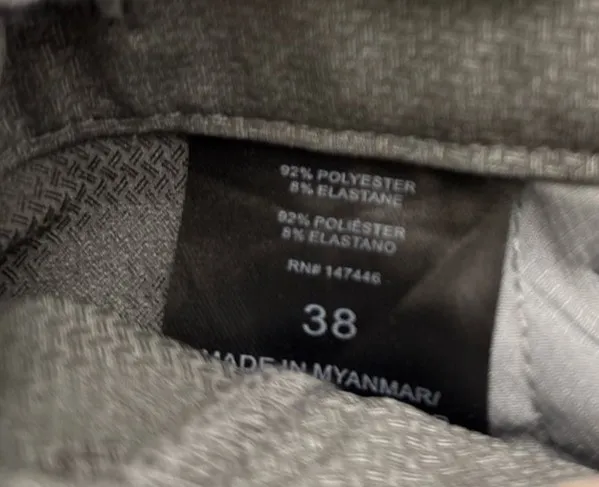 92% POLYESTER
8% ELASTANE
92% POLIÉSTER
8% ELASTANO
RN# 147446
38
MADE IN MYANMAR/